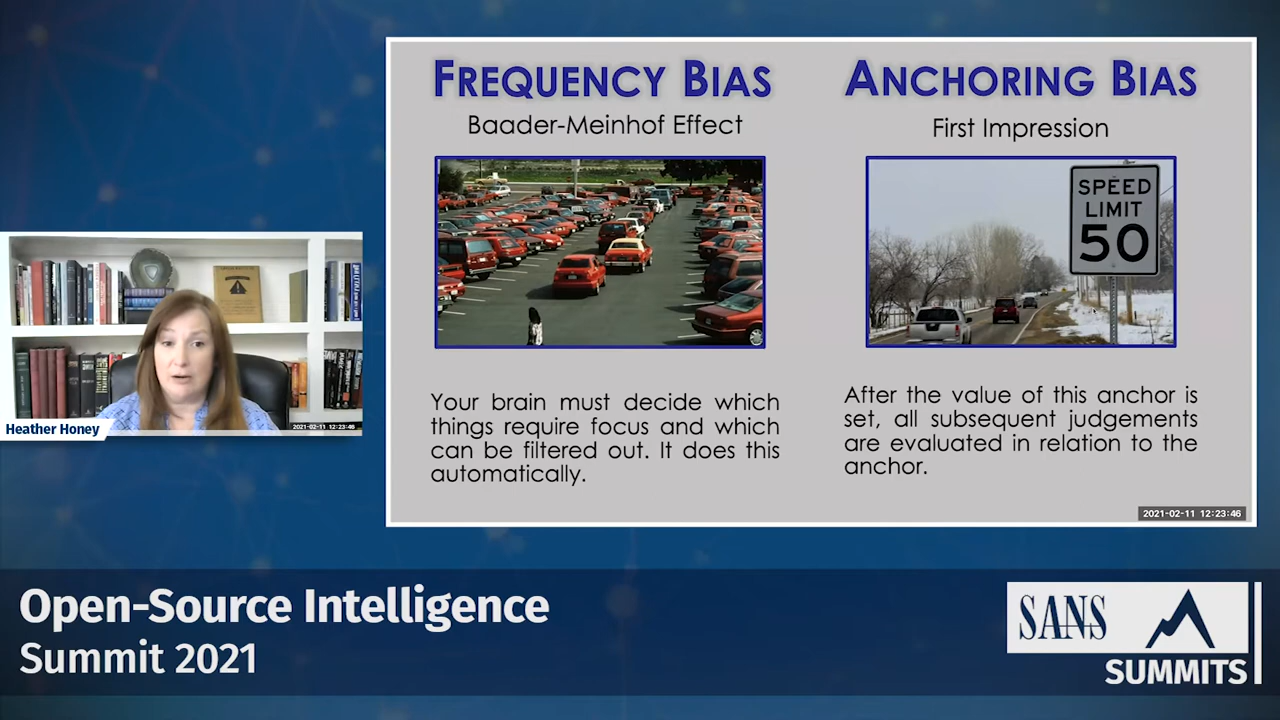 FREQUENCY BIAS
Baader-Meinhof Effect
Your brain must decide which
things require focus and which
can be filtered out. It does this
automatically.
ANCHORING BIAS
First Impression
SPEED
LIMIT
50
After the value of this anchor is
set, all subsequent judgements
are evaluated in relation to the
anchor.
2021-02-11 12:23:46
Heather Honey
2021-02-11 12:23:46
Open-Source Intelligence
Summit 2021
SANS
SUMMITS